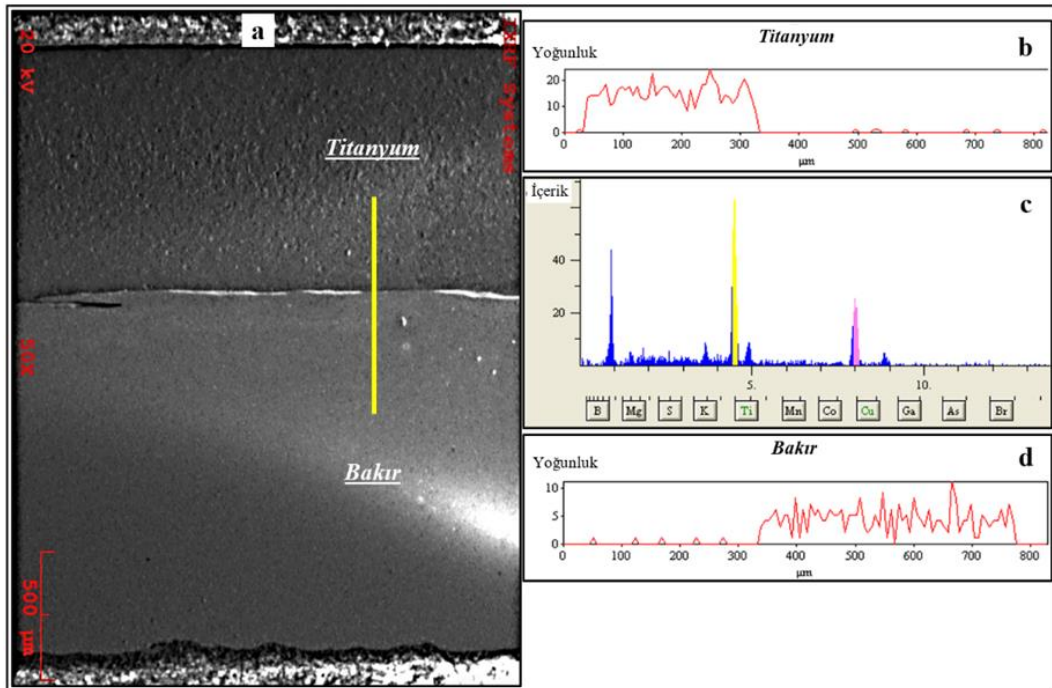 a
20 kV
IXRF Systems
Titanyum
50X
Bakır
500 µm
Titanyum
b
Yoğunluk
20
10
0
0 100 200 300 400 500 600 700 800
µm
İçerik
c
40
20
5. 10.
B Mg S K Ti Mn Co Cu Ga As Br
Bakır
d
Yoğunluk
10
5
0
0 100 200 300 400 500 600 700 800
µm